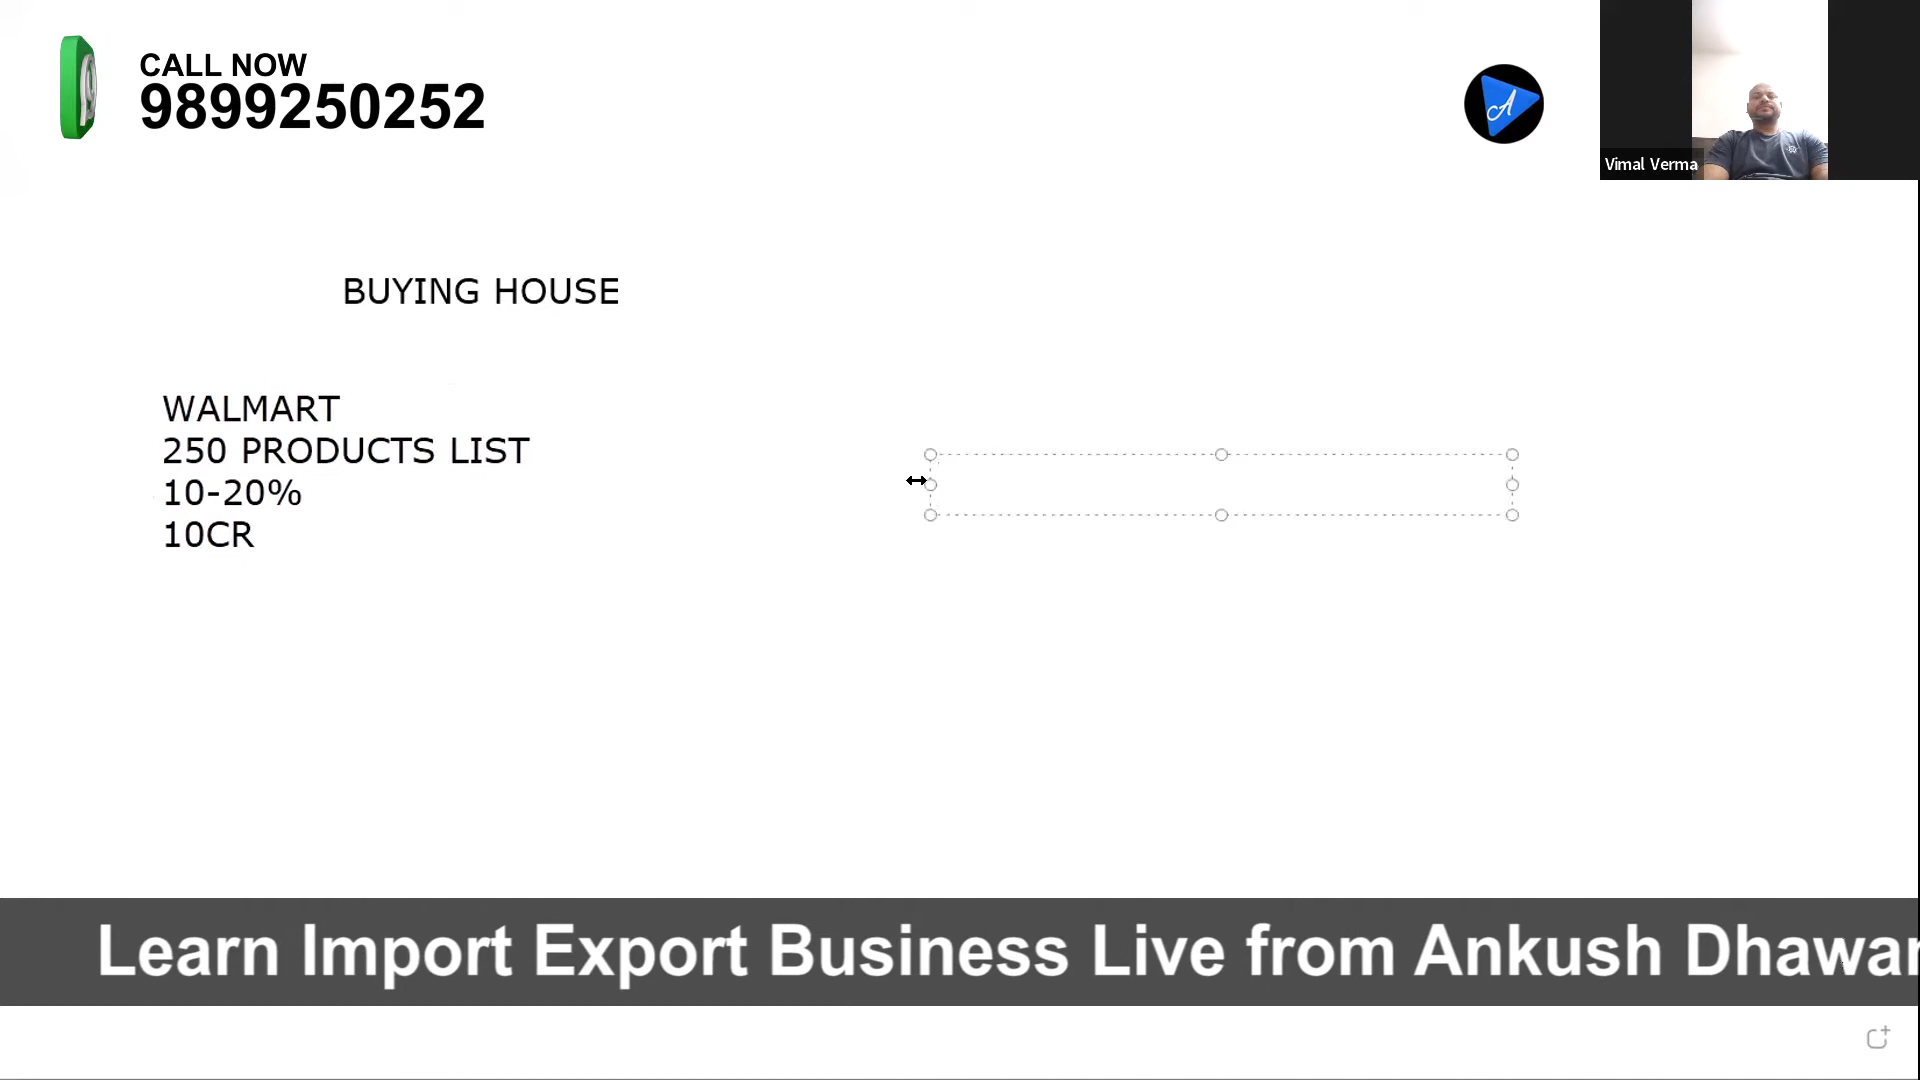 CALL NOW
9899250252
A
Vimal Verma
BUYING HOUSE
WALMART
250 PRODUCTS LIST
10-20%
10CR
Learn Import Export Business Live from Ankush Dhawan